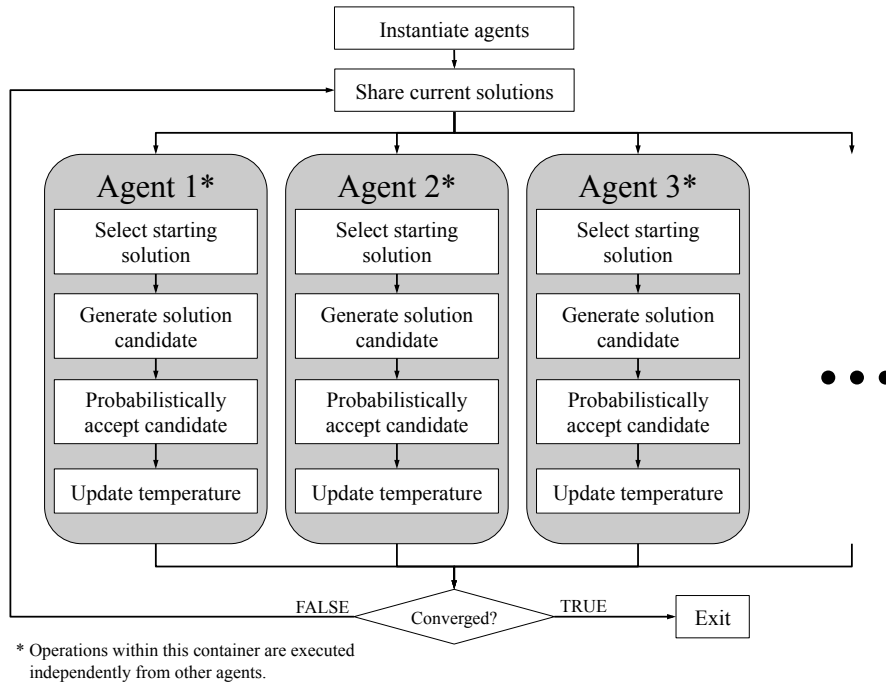 Instantiate agents
Share current solutions
Agent 1*
Select starting
solution
Generate solution
candidate
Probabilistically
accept candidate
Update temperature
Agent 2*
Select starting
solution
Generate solution
candidate
Probabilistically
accept candidate
Update temperature
Agent 3*
Select starting
solution
Generate solution
candidate
Probabilistically
accept candidate
Update temperature
FALSE
Converged?
TRUE
Exit
* Operations within this container are executed
independently from other agents.